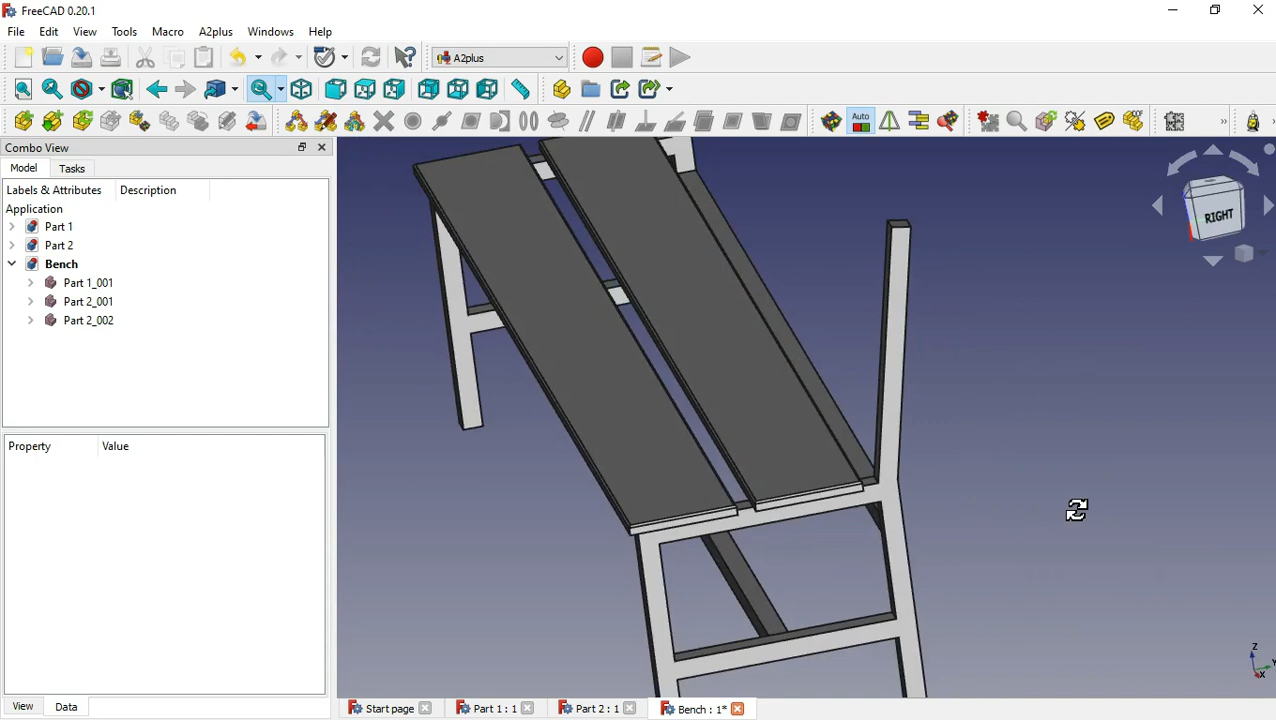 FreeCAD 0.20.1
File Edit View Tools Macro A2plus Windows Help
A2plus
Auto
Combo View
Model Tasks
Labels & Attributes Description
Application
Part 1
Part 2
Bench
Part 1_001
Part 2_001
Part 2_002
Property Value
View Data
RIGHT
Z
Y
X
Start page Part 1 : 1 Part 2 : 1 Bench : 1*